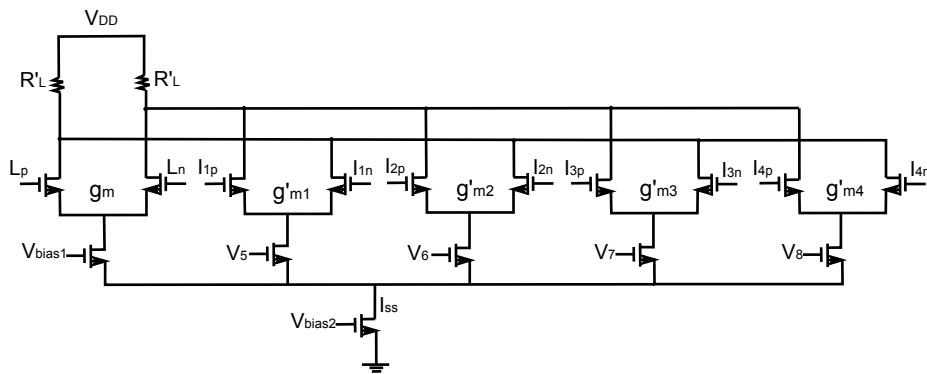 VDD
R'L R'L
Lp Ln I1p I1n I2p I2n I3p I3n I4p I4n
gm g'm1 g'm2 g'm3 g'm4
Vbias1 V5 V6 V7 V8
Iss
Vbias2